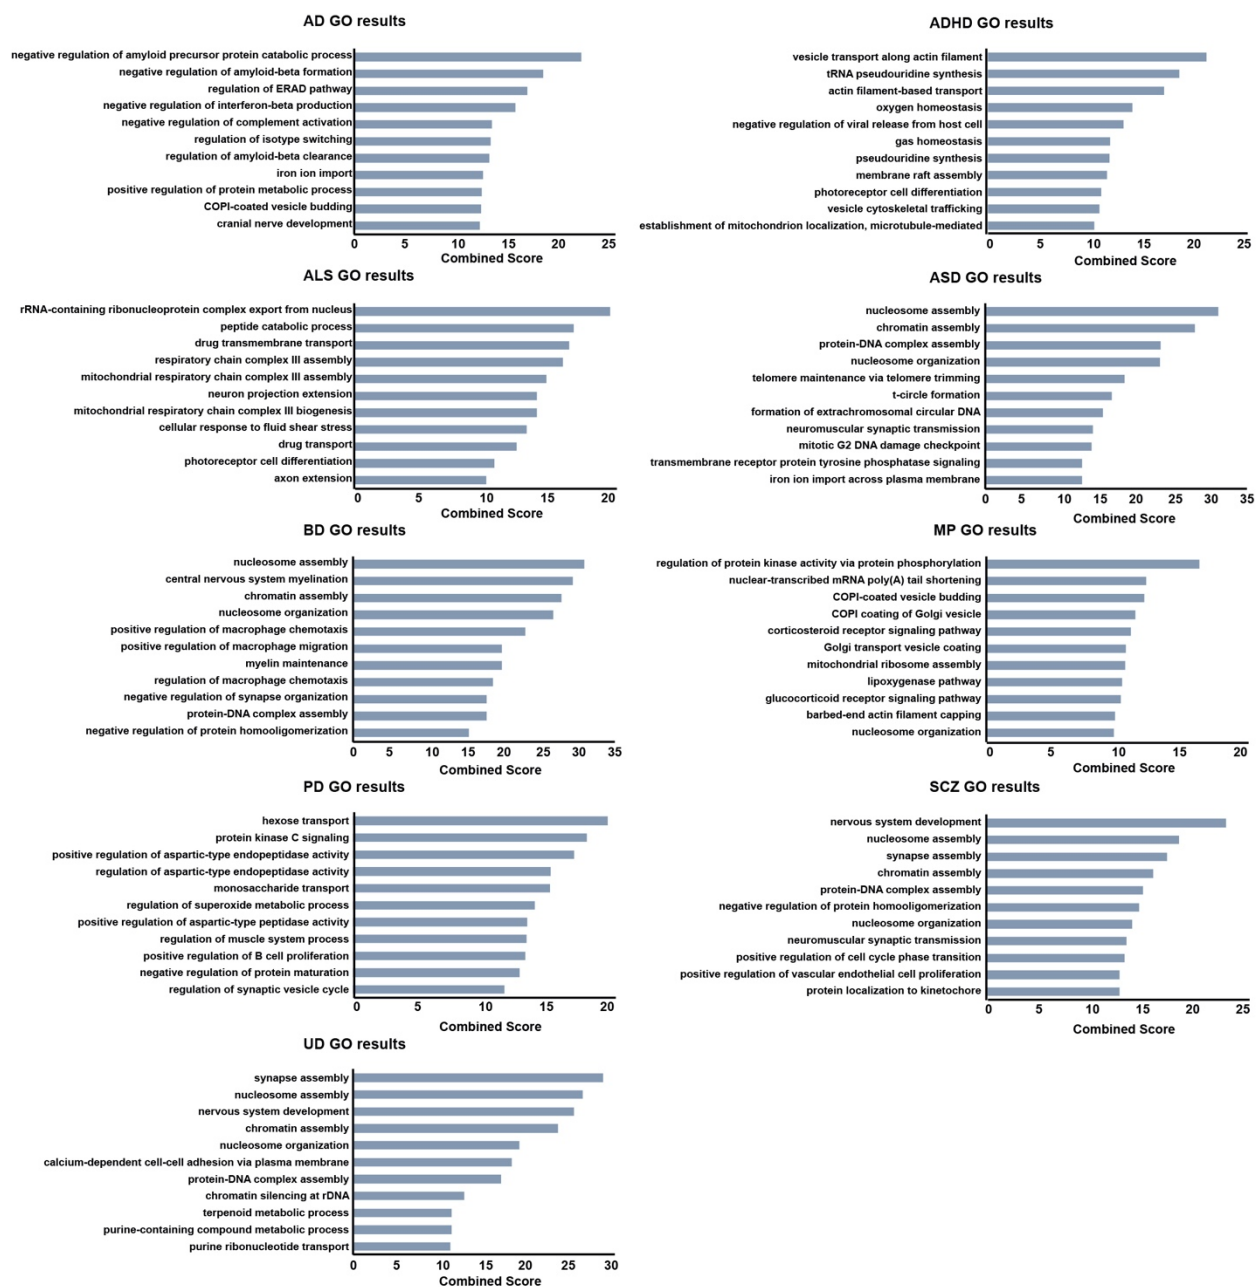 AD GO results
negative regulation of amyloid precursor protein catabolic process
negative regulation of amyloid-beta formation
regulation of ERAD pathway
negative regulation of interferon-beta production
negative regulation of complement activation
regulation of isotype switching
regulation of amyloid-beta clearance
iron ion import
positive regulation of protein metabolic process
COPI-coated vesicle budding
cranial nerve development
0 5 10 15 20 25
Combined Score
ADHD GO results
vesicle transport along actin filament
tRNA pseudouridine synthesis
actin filament-based transport
oxygen homeostasis
negative regulation of viral release from host cell
gas homeostasis
pseudouridine synthesis
membrane raft assembly
photoreceptor cell differentiation
vesicle cytoskeletal trafficking
establishment of mitochondrion localization, microtubule-mediated
0 5 10 15 20 25
Combined Score
ALS GO results
rRNA-containing ribonucleoprotein complex export from nucleus
peptide catabolic process
drug transmembrane transport
respiratory chain complex III assembly
mitochondrial respiratory chain complex III assembly
neuron projection extension
mitochondrial respiratory chain complex III biogenesis
cellular response to fluid shear stress
drug transport
photoreceptor cell differentiation
axon extension
0 5 10 15 20
Combined Score
ASD GO results
nucleosome assembly
chromatin assembly
protein-DNA complex assembly
nucleosome organization
telomere maintenance via telomere trimming
t-circle formation
formation of extrachromosomal circular DNA
neuromuscular synaptic transmission
mitotic G2 DNA damage checkpoint
transmembrane receptor protein tyrosine phosphatase signaling
iron ion import across plasma membrane
0 5 10 15 20 25 30 35
Combined Score
BD GO results
nucleosome assembly
central nervous system myelination
chromatin assembly
nucleosome organization
positive regulation of macrophage chemotaxis
positive regulation of macrophage migration
myelin maintenance
regulation of macrophage chemotaxis
negative regulation of synapse organization
protein-DNA complex assembly
negative regulation of protein homooligomerization
0 5 10 15 20 25 30 35
Combined Score
MP GO results
regulation of protein kinase activity via protein phosphorylation
nuclear-transcribed mRNA poly(A) tail shortening
COPI-coated vesicle budding
COPI coating of Golgi vesicle
corticosteroid receptor signaling pathway
Golgi transport vesicle coating
mitochondrial ribosome assembly
lipoxygenase pathway
glucocorticoid receptor signaling pathway
barbed-end actin filament capping
nucleosome organization
0 5 10 15 20
Combined Score
PD GO results
hexose transport
protein kinase C signaling
positive regulation of aspartic-type endopeptidase activity
regulation of aspartic-type endopeptidase activity
monosaccharide transport
regulation of superoxide metabolic process
positive regulation of aspartic-type peptidase activity
regulation of muscle system process
positive regulation of B cell proliferation
negative regulation of protein maturation
regulation of synaptic vesicle cycle
0 5 10 15 20
Combined Score
SCZ GO results
nervous system development
nucleosome assembly
synapse assembly
chromatin assembly
protein-DNA complex assembly
negative regulation of protein homooligomerization
nucleosome organization
neuromuscular synaptic transmission
positive regulation of cell cycle phase transition
positive regulation of vascular endothelial cell proliferation
protein localization to kinetochore
0 5 10 15 20 25
Combined Score
UD GO results
synapse assembly
nucleosome assembly
nervous system development
chromatin assembly
nucleosome organization
calcium-dependent cell-cell adhesion via plasma membrane
protein-DNA complex assembly
chromatin silencing at rDNA
terpenoid metabolic process
purine-containing compound metabolic process
purine ribonucleotide transport
0 5 10 15 20 25 30
Combined Score